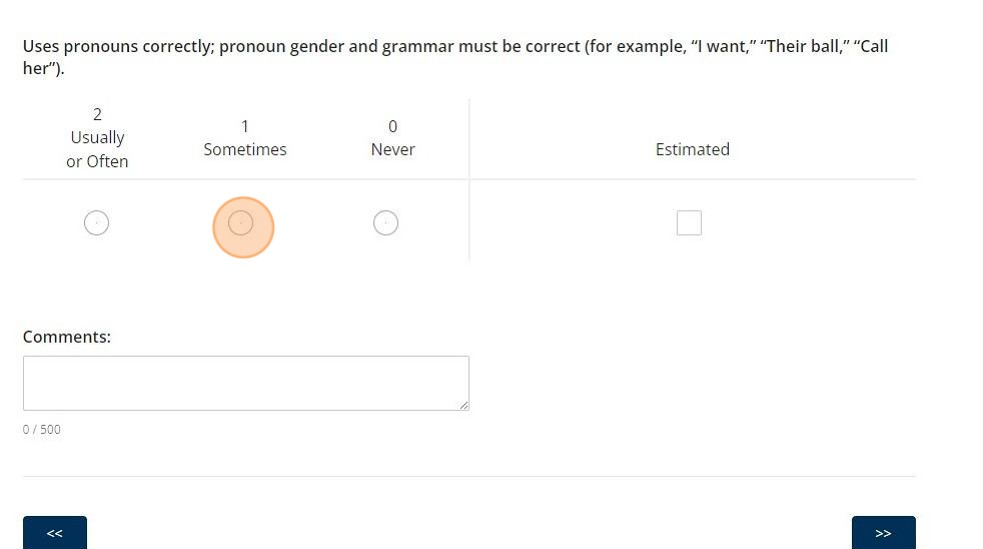 Uses pronouns correctly; pronoun gender and grammar must be correct (for example, “I want,” “Their ball,” “Call
her”).
2
Usually
or Often
1
Sometimes
0
Never
Estimated
Comments:
0 / 500
<<
>>